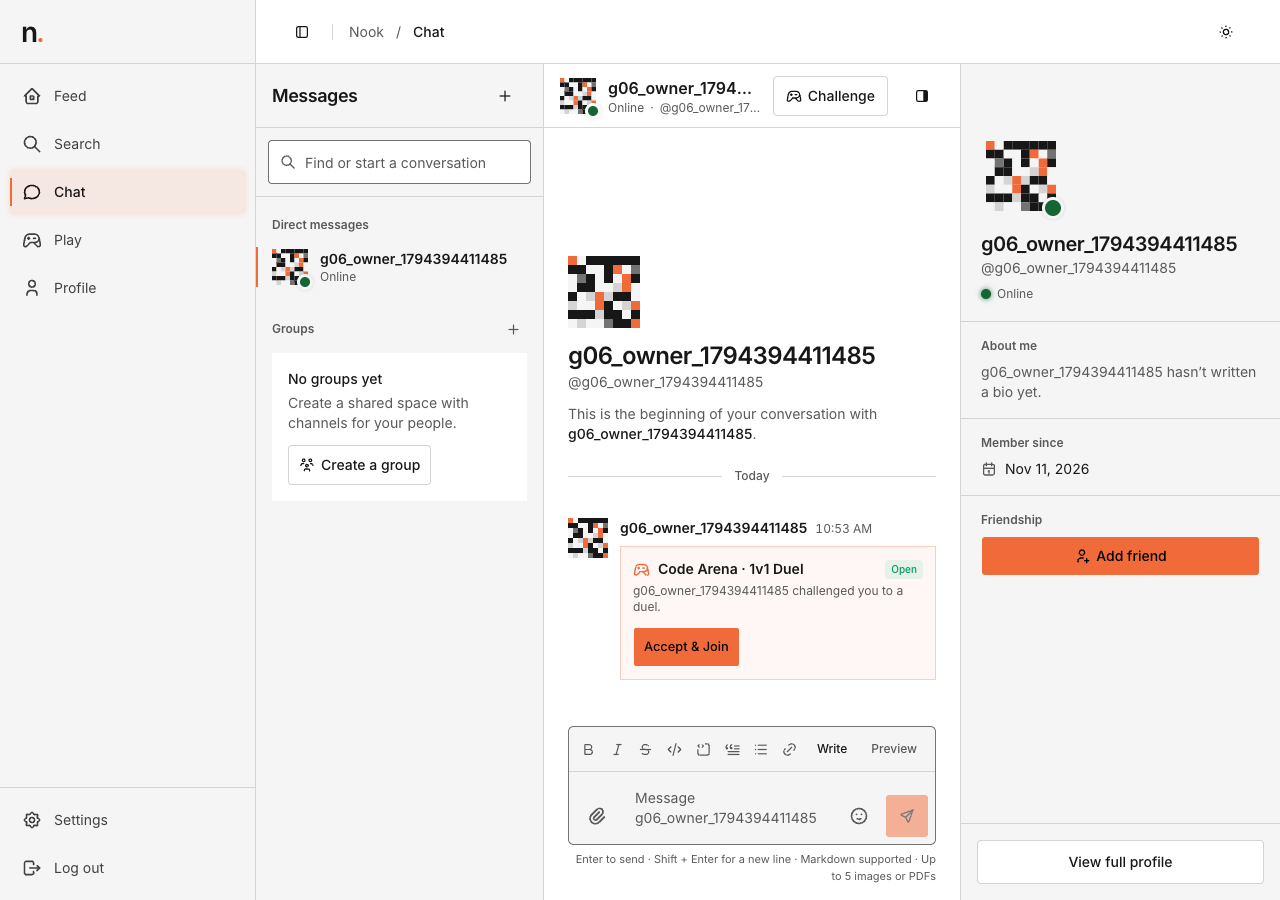 n.
Feed
Search
Chat
Play
Profile
Settings
Log out
Nook / Chat
Messages
Find or start a conversation
Direct messages
g06_owner_1794394411485
Online
Groups
No groups yet
Create a shared space with
channels for your people.
Create a group
g06_owner_1794…
Online · @g06_owner_17…
Challenge
g06_owner_1794394411485
@g06_owner_1794394411485
This is the beginning of your conversation with
g06_owner_1794394411485.
Today
g06_owner_1794394411485 10:53 AM
Code Arena · 1v1 Duel
Open
g06_owner_1794394411485 challenged you to a
duel.
Accept & Join
Write
Preview
Message
g06_owner_1794394411485
Enter to send · Shift + Enter for a new line · Markdown supported · Up
to 5 images or PDFs
g06_owner_1794394411485
@g06_owner_1794394411485
Online
About me
g06_owner_1794394411485 hasn’t written
a bio yet.
Member since
Nov 11, 2026
Friendship
Add friend
View full profile